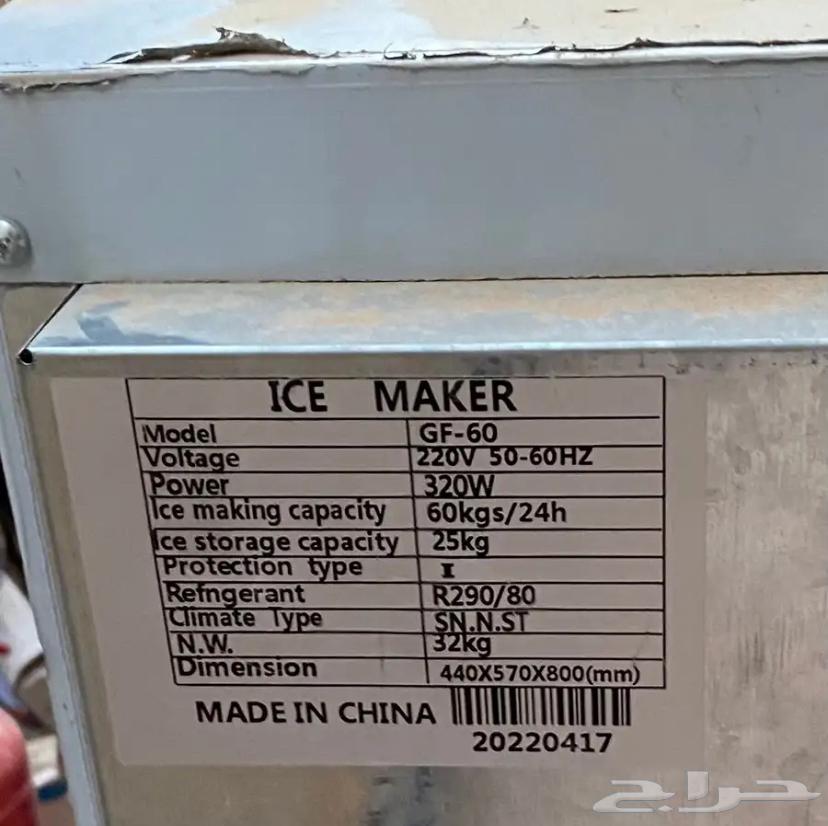 ICE MAKER
Model GF-60
Voltage 220V 50-60HZ
Power 320W
Ice making capacity 60kgs/24h
Ice storage capacity 25kg
Protection type I
Refngerant R290/80
Climate Type SN.N.ST
N.W. 32kg
Dimension 440X570X800(mm)
MADE IN CHINA
20220417
حراج